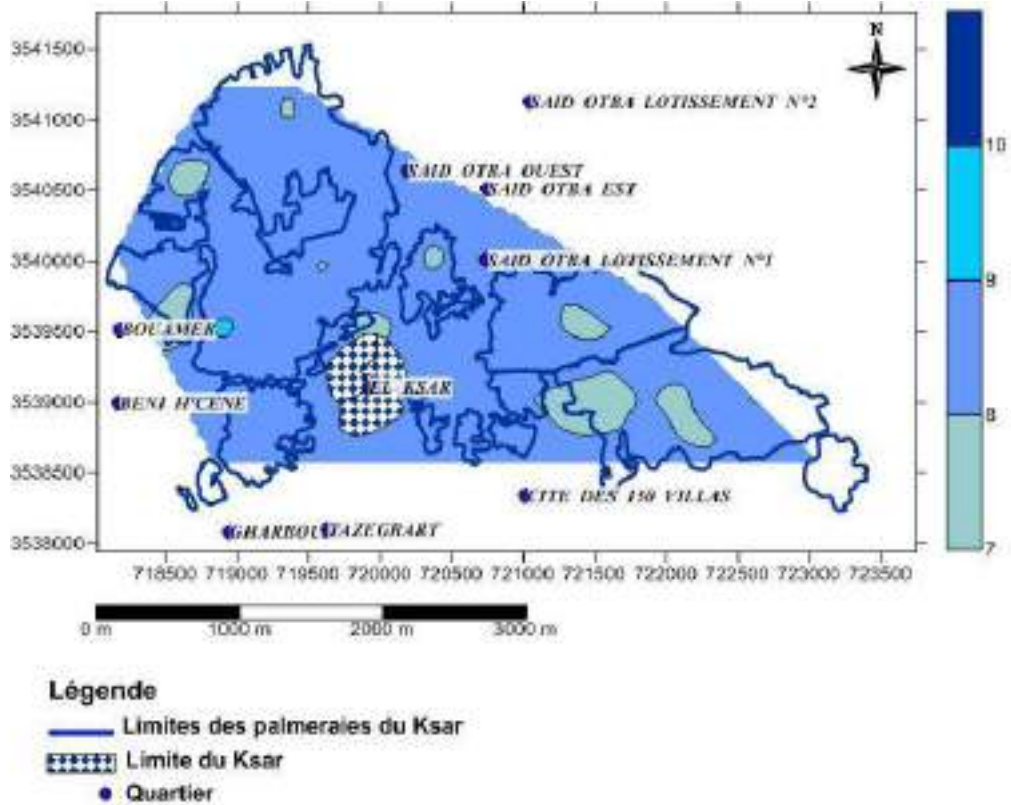 N
3541500
3541000
3540500
3540000
3539500
3539000
3538500
3538000
SAID OTBA LOTISSEMENT N°2
SAID OTBA OUEST
SAID OTBA EST
SAID OTBA LOTISSEMENT N°1
BOUAMER
EL KSAR
BENI H'CENE
CITE DES 150 VILLAS
GHARBOU
TAZEGRART
10
9
8
7
718500 719000 719500 720000 720500 721000 721500 722000 722500 723000 723500
0 m 1000 m 2000 m 3000 m
Légende
Limites des palmeraies du Ksar
Limite du Ksar
Quartier